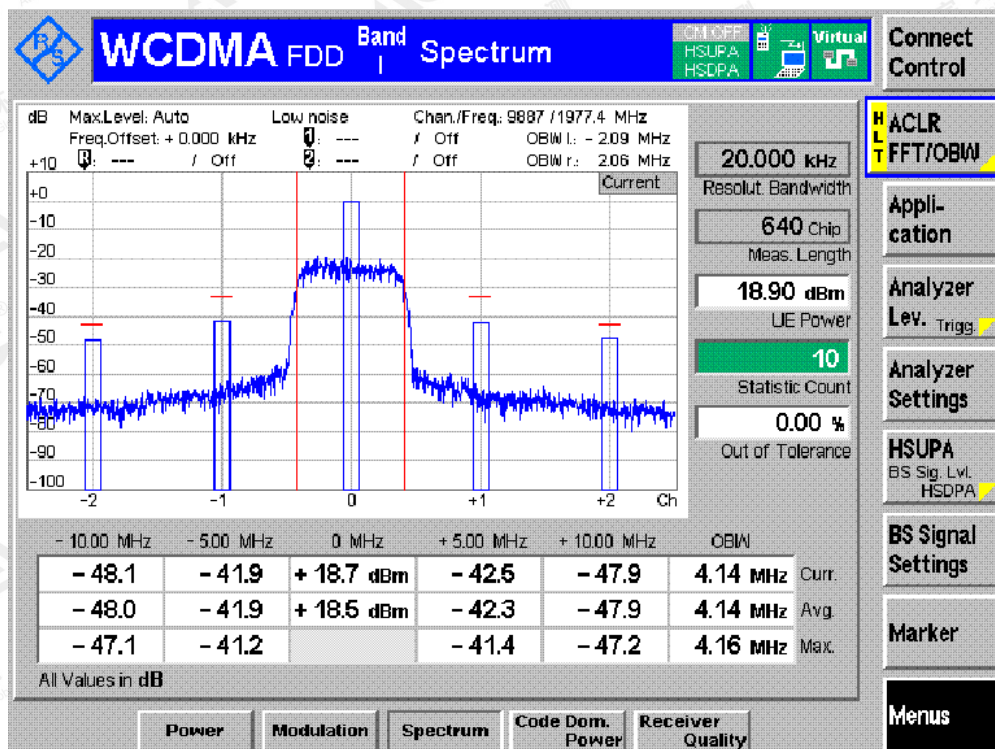 R S
WCDMA FDD Band I Spectrum
CH OFF
HSUPA
HSDPA
Virtual
Connect Control
dB Max.Level: Auto Low noise Chan./Freq.: 9887 / 1977.4 MHz
Freq.Offset: + 0.000 kHz 1: --- / Off OBW l.: - 2.09 MHz
R: --- / Off 2: --- / Off OBW r.: 2.06 MHz
Current
+10
+0
-10
-20
-30
-40
-50
-60
-70
-80
-90
-100
-2 -1 0 +1 +2 Ch
20.000 kHz
Resolut. Bandwidth
640 Chip
Meas. Length
18.90 dBm
UE Power
10
Statistic Count
0.00 %
Out of Tolerance
- 10.00 MHz - 5.00 MHz 0 MHz + 5.00 MHz + 10.00 MHz OBW
- 48.1 - 41.9 + 18.7 dBm - 42.5 - 47.9 4.14 MHz Curr.
- 48.0 - 41.9 + 18.5 dBm - 42.3 - 47.9 4.14 MHz Avg.
- 47.1 - 41.2 - 41.4 - 47.2 4.16 MHz Max.
All Values in dB
HLT
ACLR
FFT/OBW
Appli-
cation
Analyzer
Lev. Trigg.
Analyzer
Settings
HSUPA
BS Sig. Lvl.
HSDPA
BS Signal
Settings
Marker
Menus
Power
Modulation
Spectrum
Code Dom.
Power
Receiver
Quality